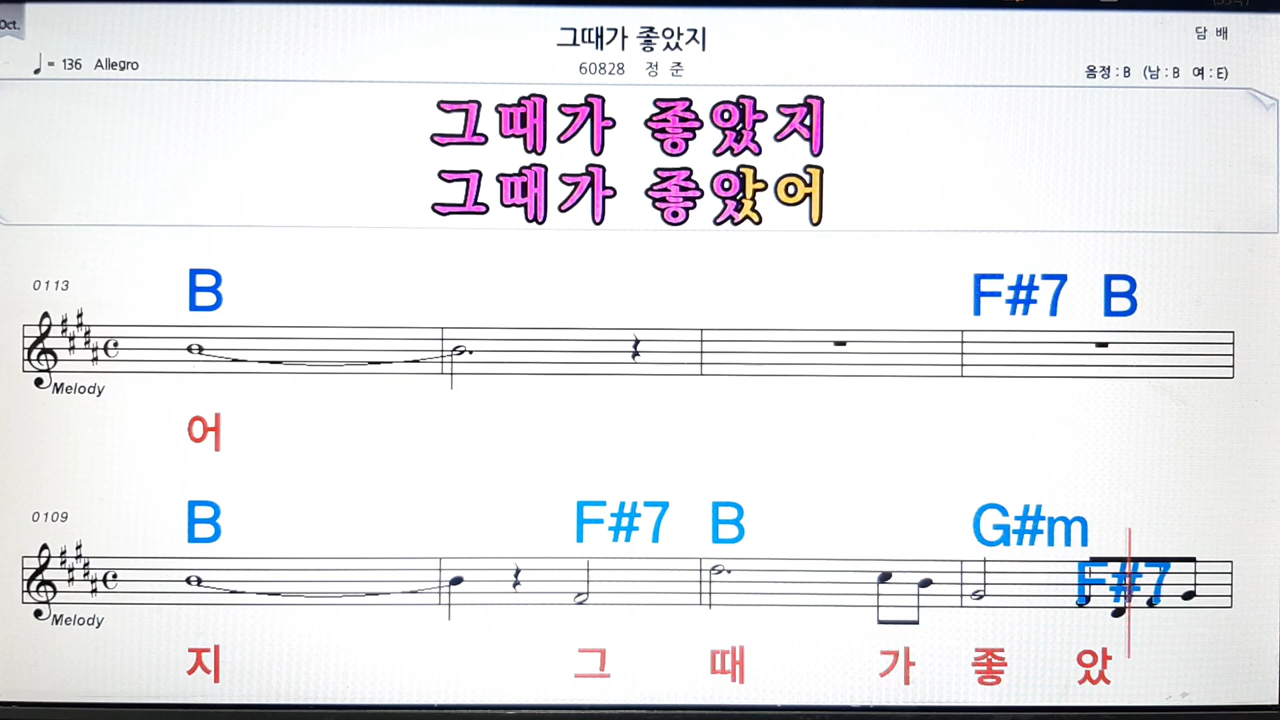 Oct.
그때가 좋았지
담 배
♩= 136 Allegro
60828 정 준
음정 : B (남 : B 여 : E)
그때가 좋았지
그때가 좋았어
0113
B F#7 B
Melody
어
0109
B F#7 B G#m F#7
Melody
지 그 때 가 좋 았